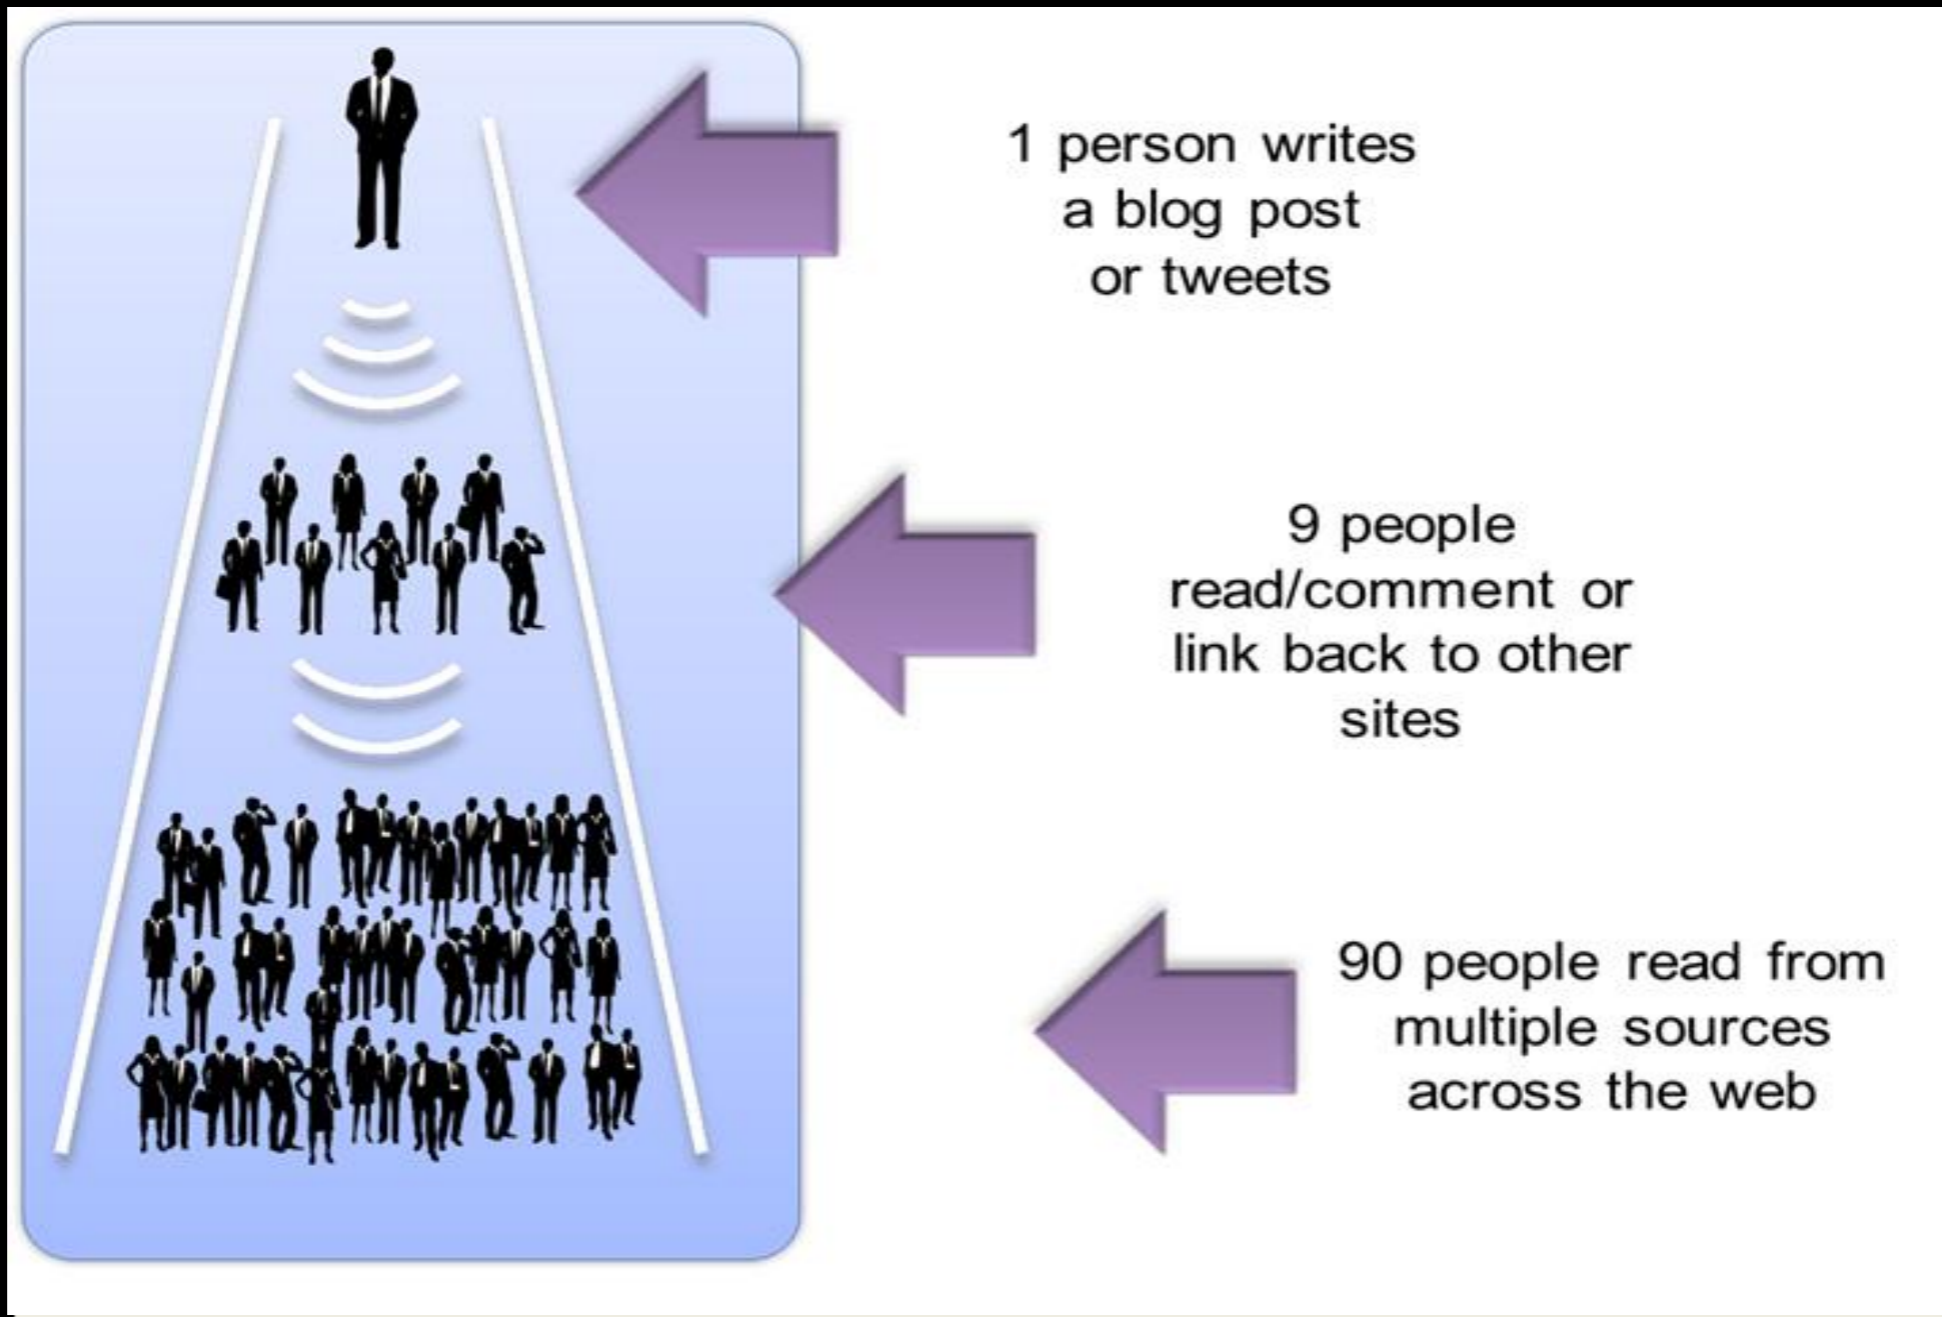 1 person writes
a blog post
or tweets
9 people
read/comment or
link back to other
sites
90 people read from
multiple sources
across the web